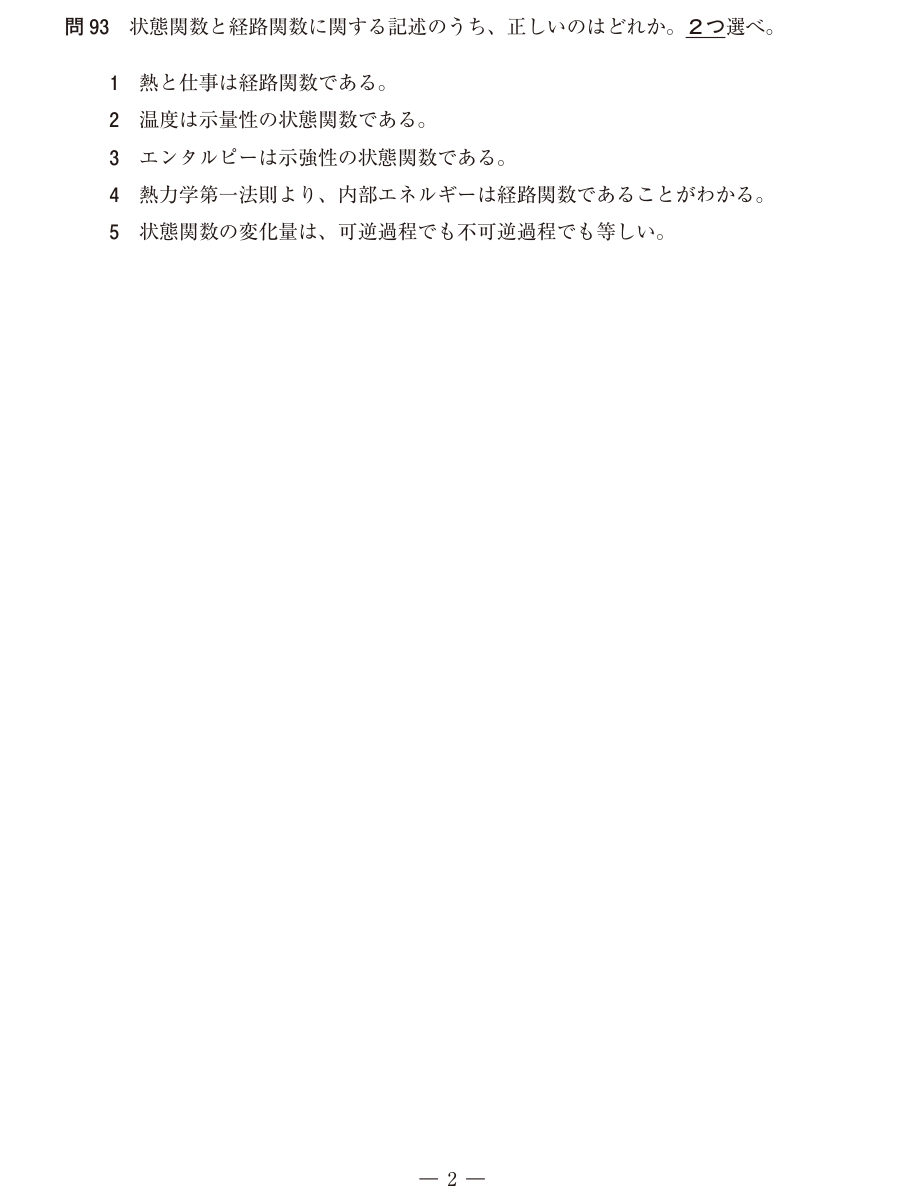 問 93 状態関数と経路関数に関する記述のうち、正しいのはどれか。2つ選べ。
1 熱と仕事は経路関数である。
2 温度は示量性の状態関数である。
3 エンタルピーは示強性の状態関数である。
4 熱力学第一法則より、内部エネルギーは経路関数であることがわかる。
5 状態関数の変化量は、可逆過程でも不可逆過程でも等しい。
— 2 —